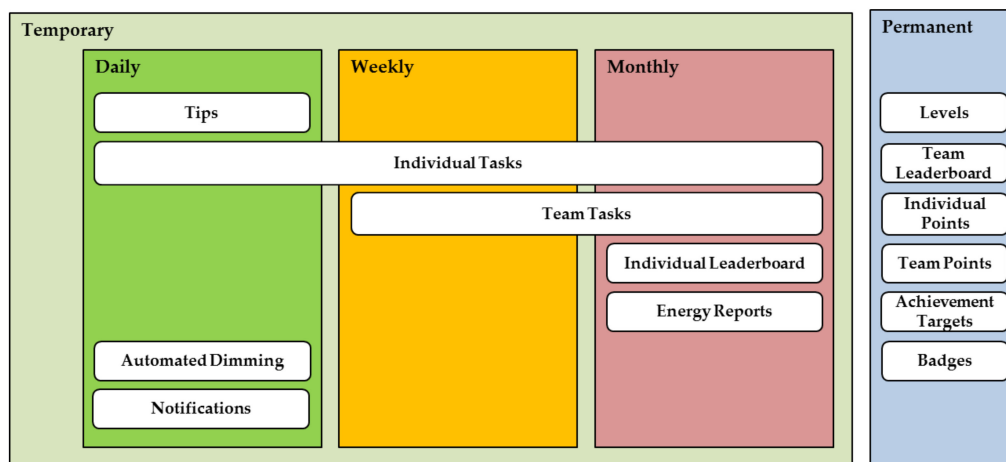 Temporary
Daily
Weekly
Monthly
Tips
Individual Tasks
Team Tasks
Individual Leaderboard
Energy Reports
Automated Dimming
Notifications
Permanent
Levels
Team
Leaderboard
Individual
Points
Team Points
Achievement
Targets
Badges